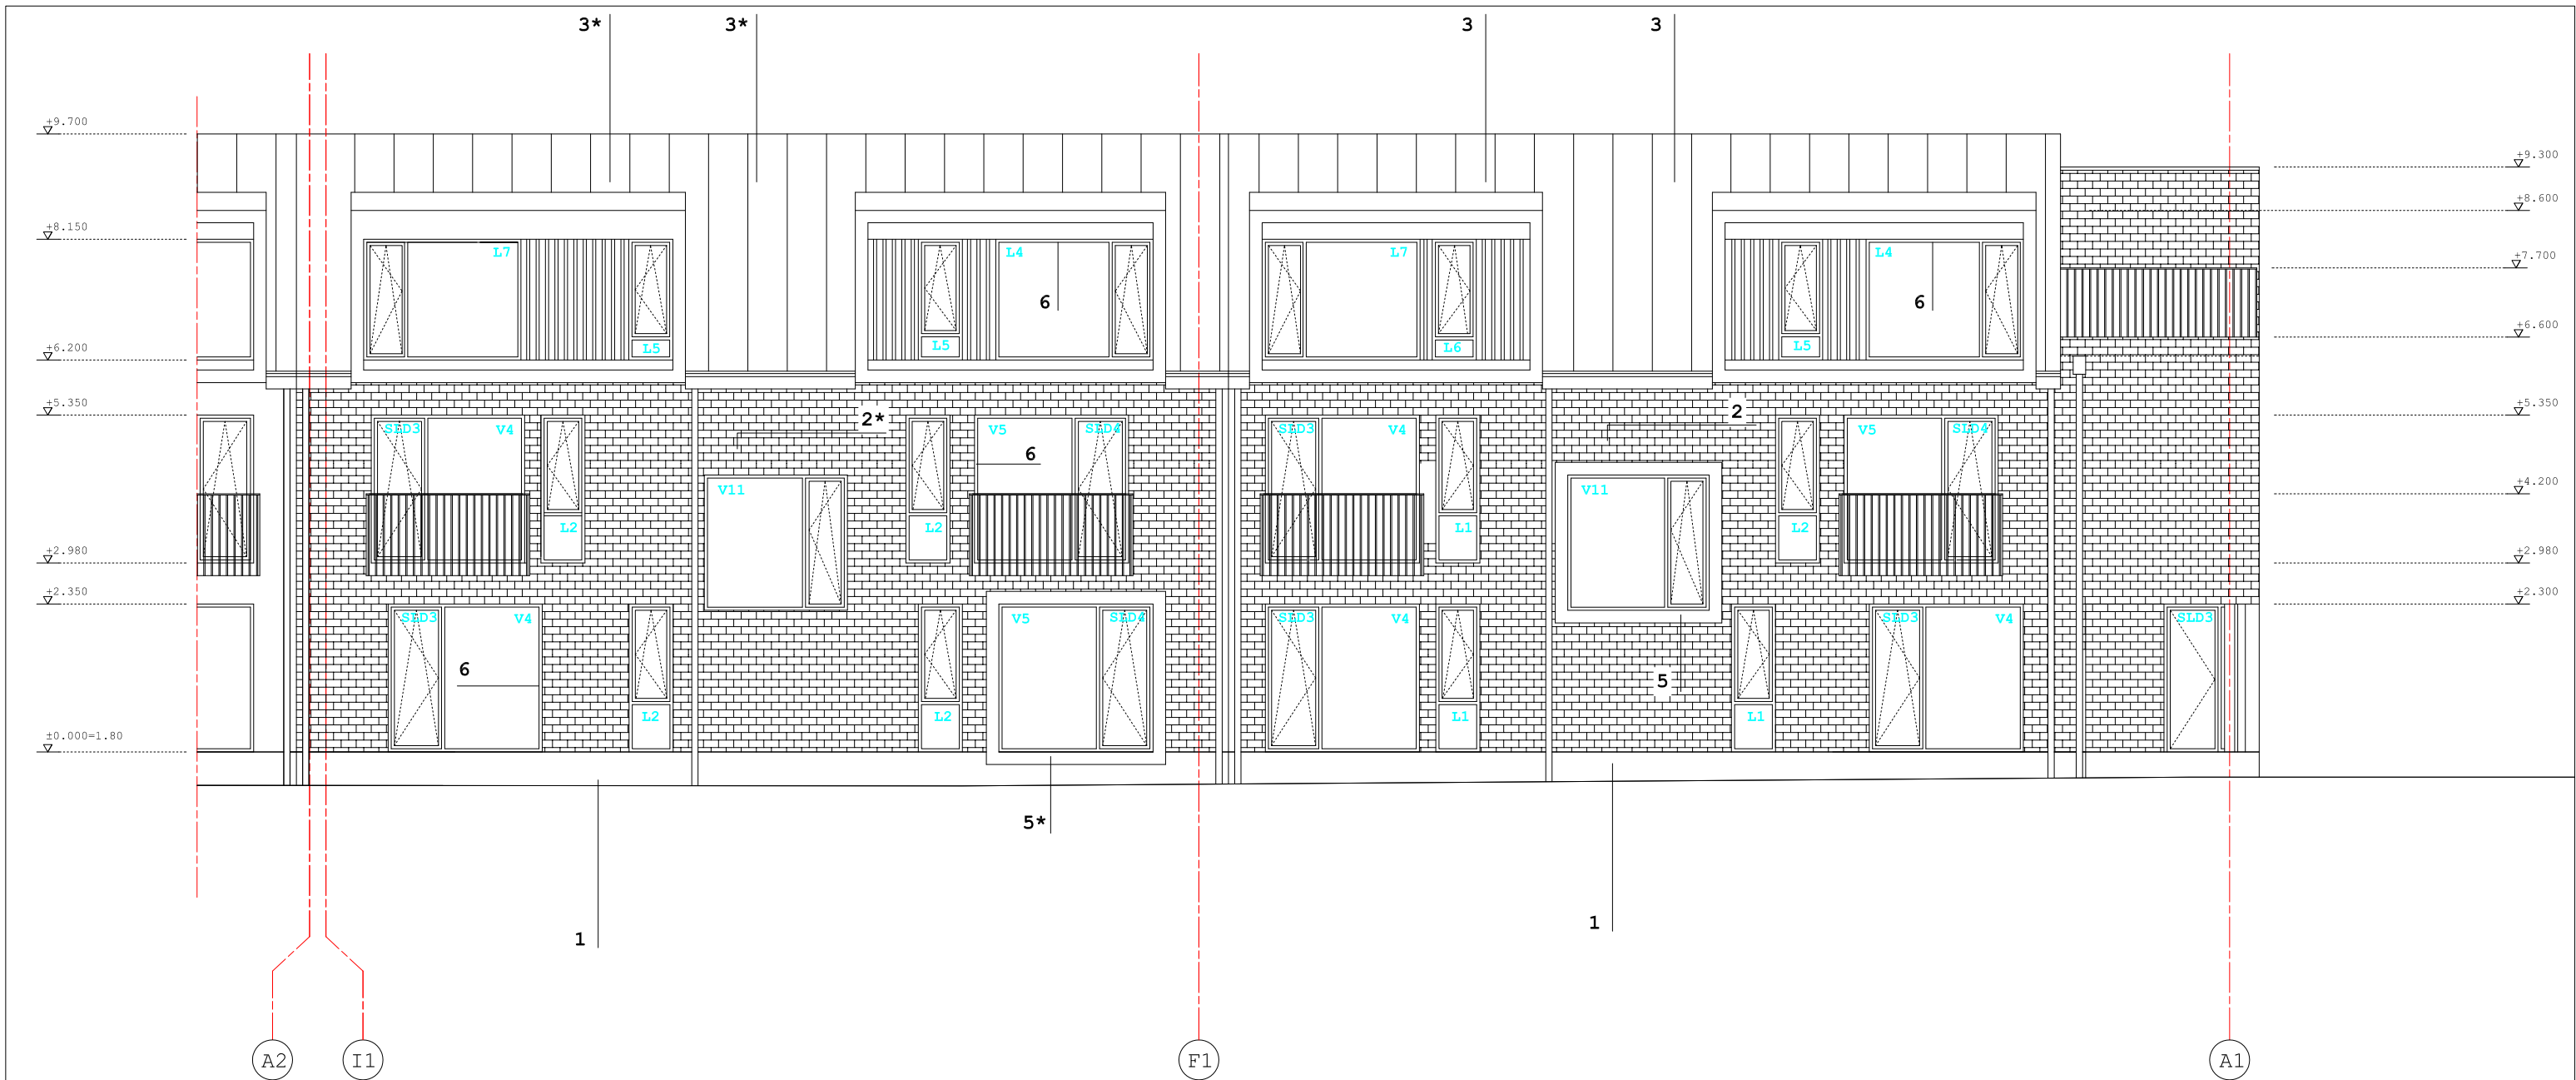 3* 3* 3 3
+9.700
+9.300
+8.600
+8.150
L7 L4 L7 L4
+7.700
6 6
+6.600
L5 L5 L6 L5
+6.200
+5.350 2* 2 +5.350
SLD3 V4 V5 SLD4 SLD3 V4 V5 SLD4
6
V11 V11
+4.200
L2 L2 L1 L2
+2.980 +2.980
+2.350 +2.300
SLD3 V4 V5 SLD4 SLD3 V4 SLD3 V4 SLD3
6 5
L2 L2 L1 L1
±0.000=1.80
5*
1 1
A2 I1 F1 A1